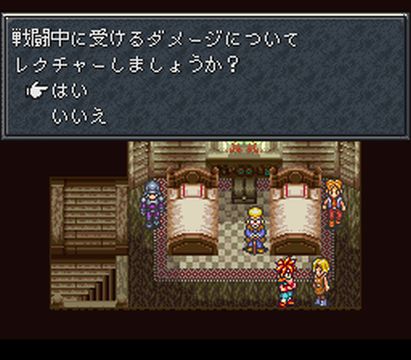 戦闘中に受けるダメージについて
レクチャーしましょうか？
はい
いいえ